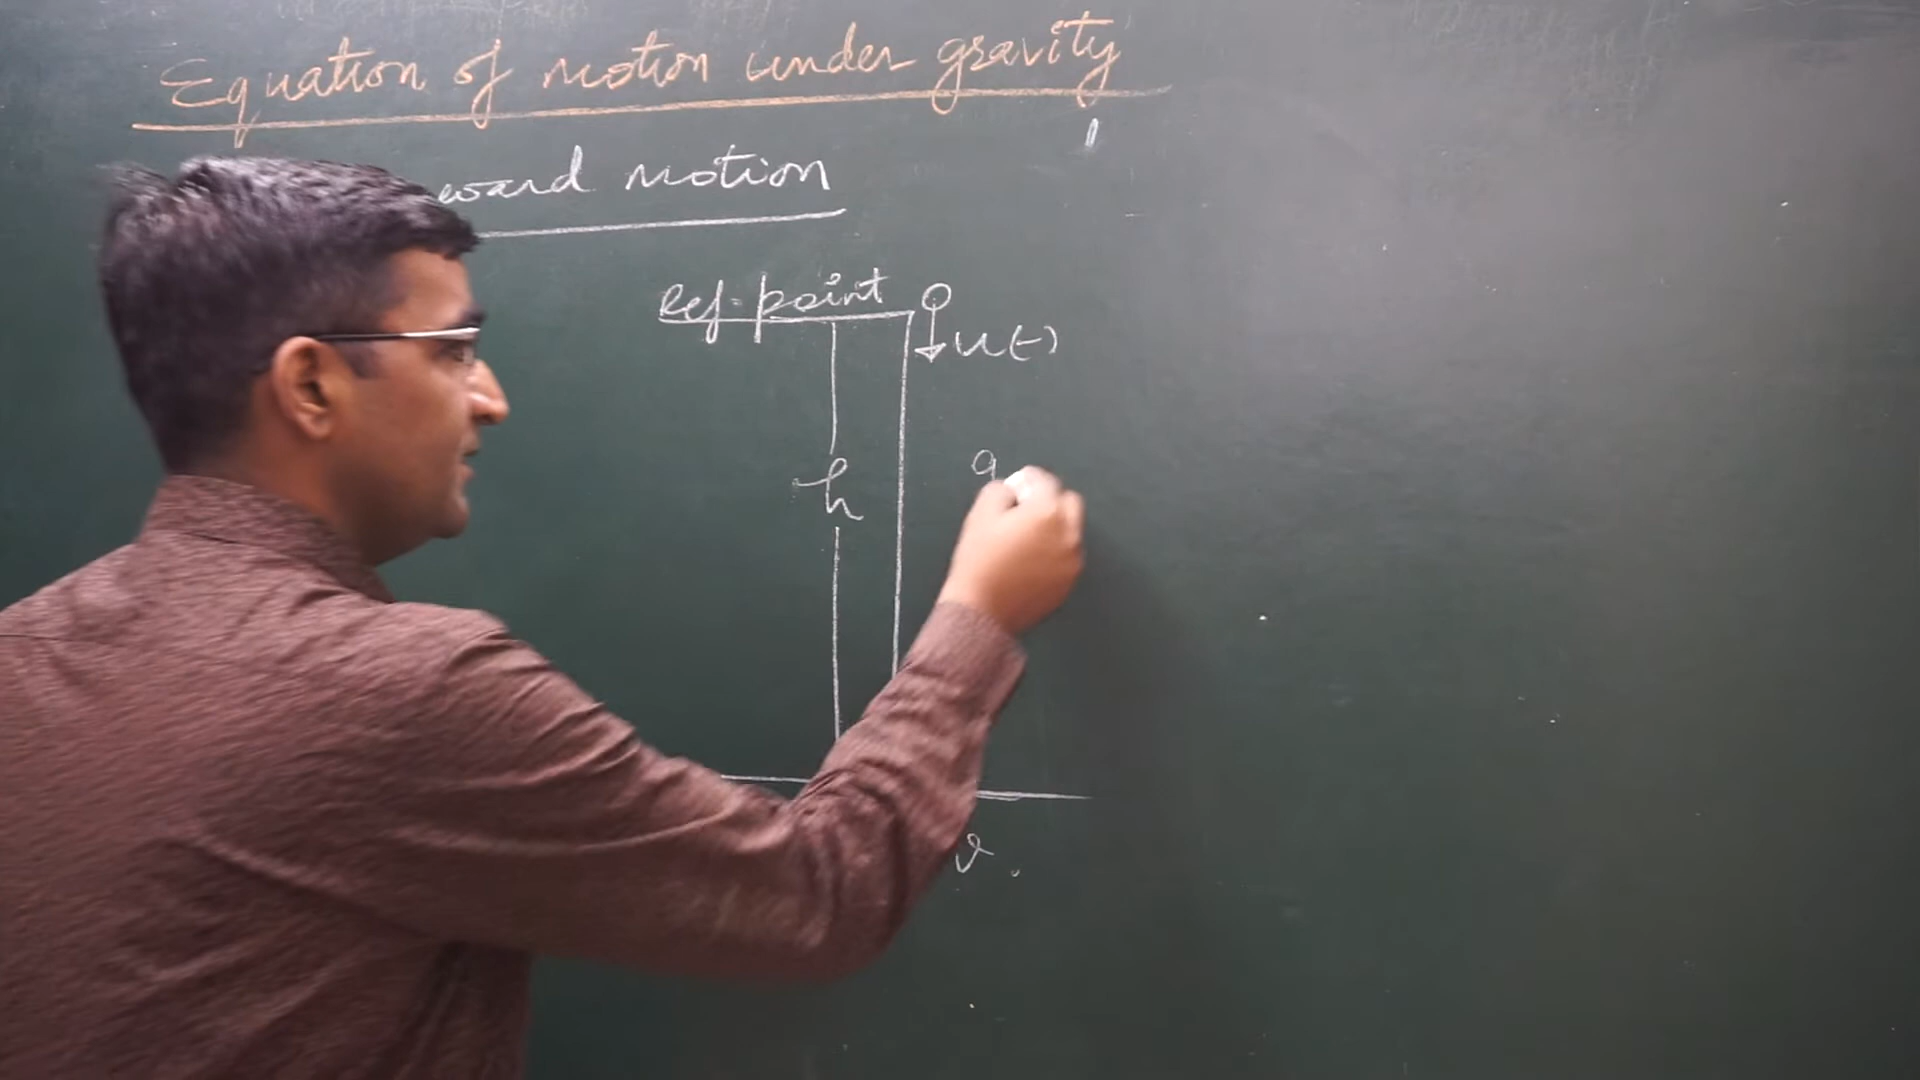 Equation of motion under gravity
ward motion
Ref. point
u(-)
h
g
v